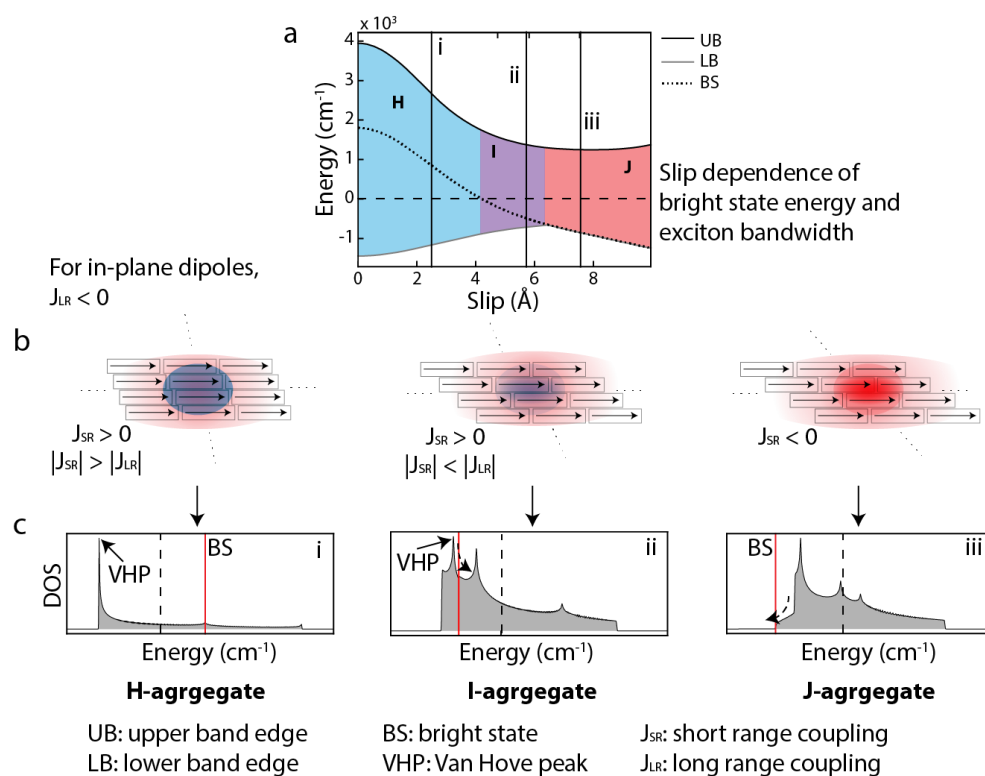 a
x 10³
4
3
2
1
0
-1
Energy (cm⁻¹)
0
2
4
6
8
Slip (Å)
H
I
J
i
ii
iii
UB
LB
BS
Slip dependence of
bright state energy and
exciton bandwidth
For in-plane dipoles,
JLR < 0
b
JSR > 0
|JSR| > |JLR|
JSR > 0
|JSR| < |JLR|
JSR < 0
c
DOS
VHP
BS
i
Energy (cm⁻¹)
H-agrgegate
VHP
ii
Energy (cm⁻¹)
I-agrgegate
BS
iii
Energy (cm⁻¹)
J-agrgegate
UB: upper band edge
BS: bright state
JSR: short range coupling
LB: lower band edge
VHP: Van Hove peak
JLR: long range coupling